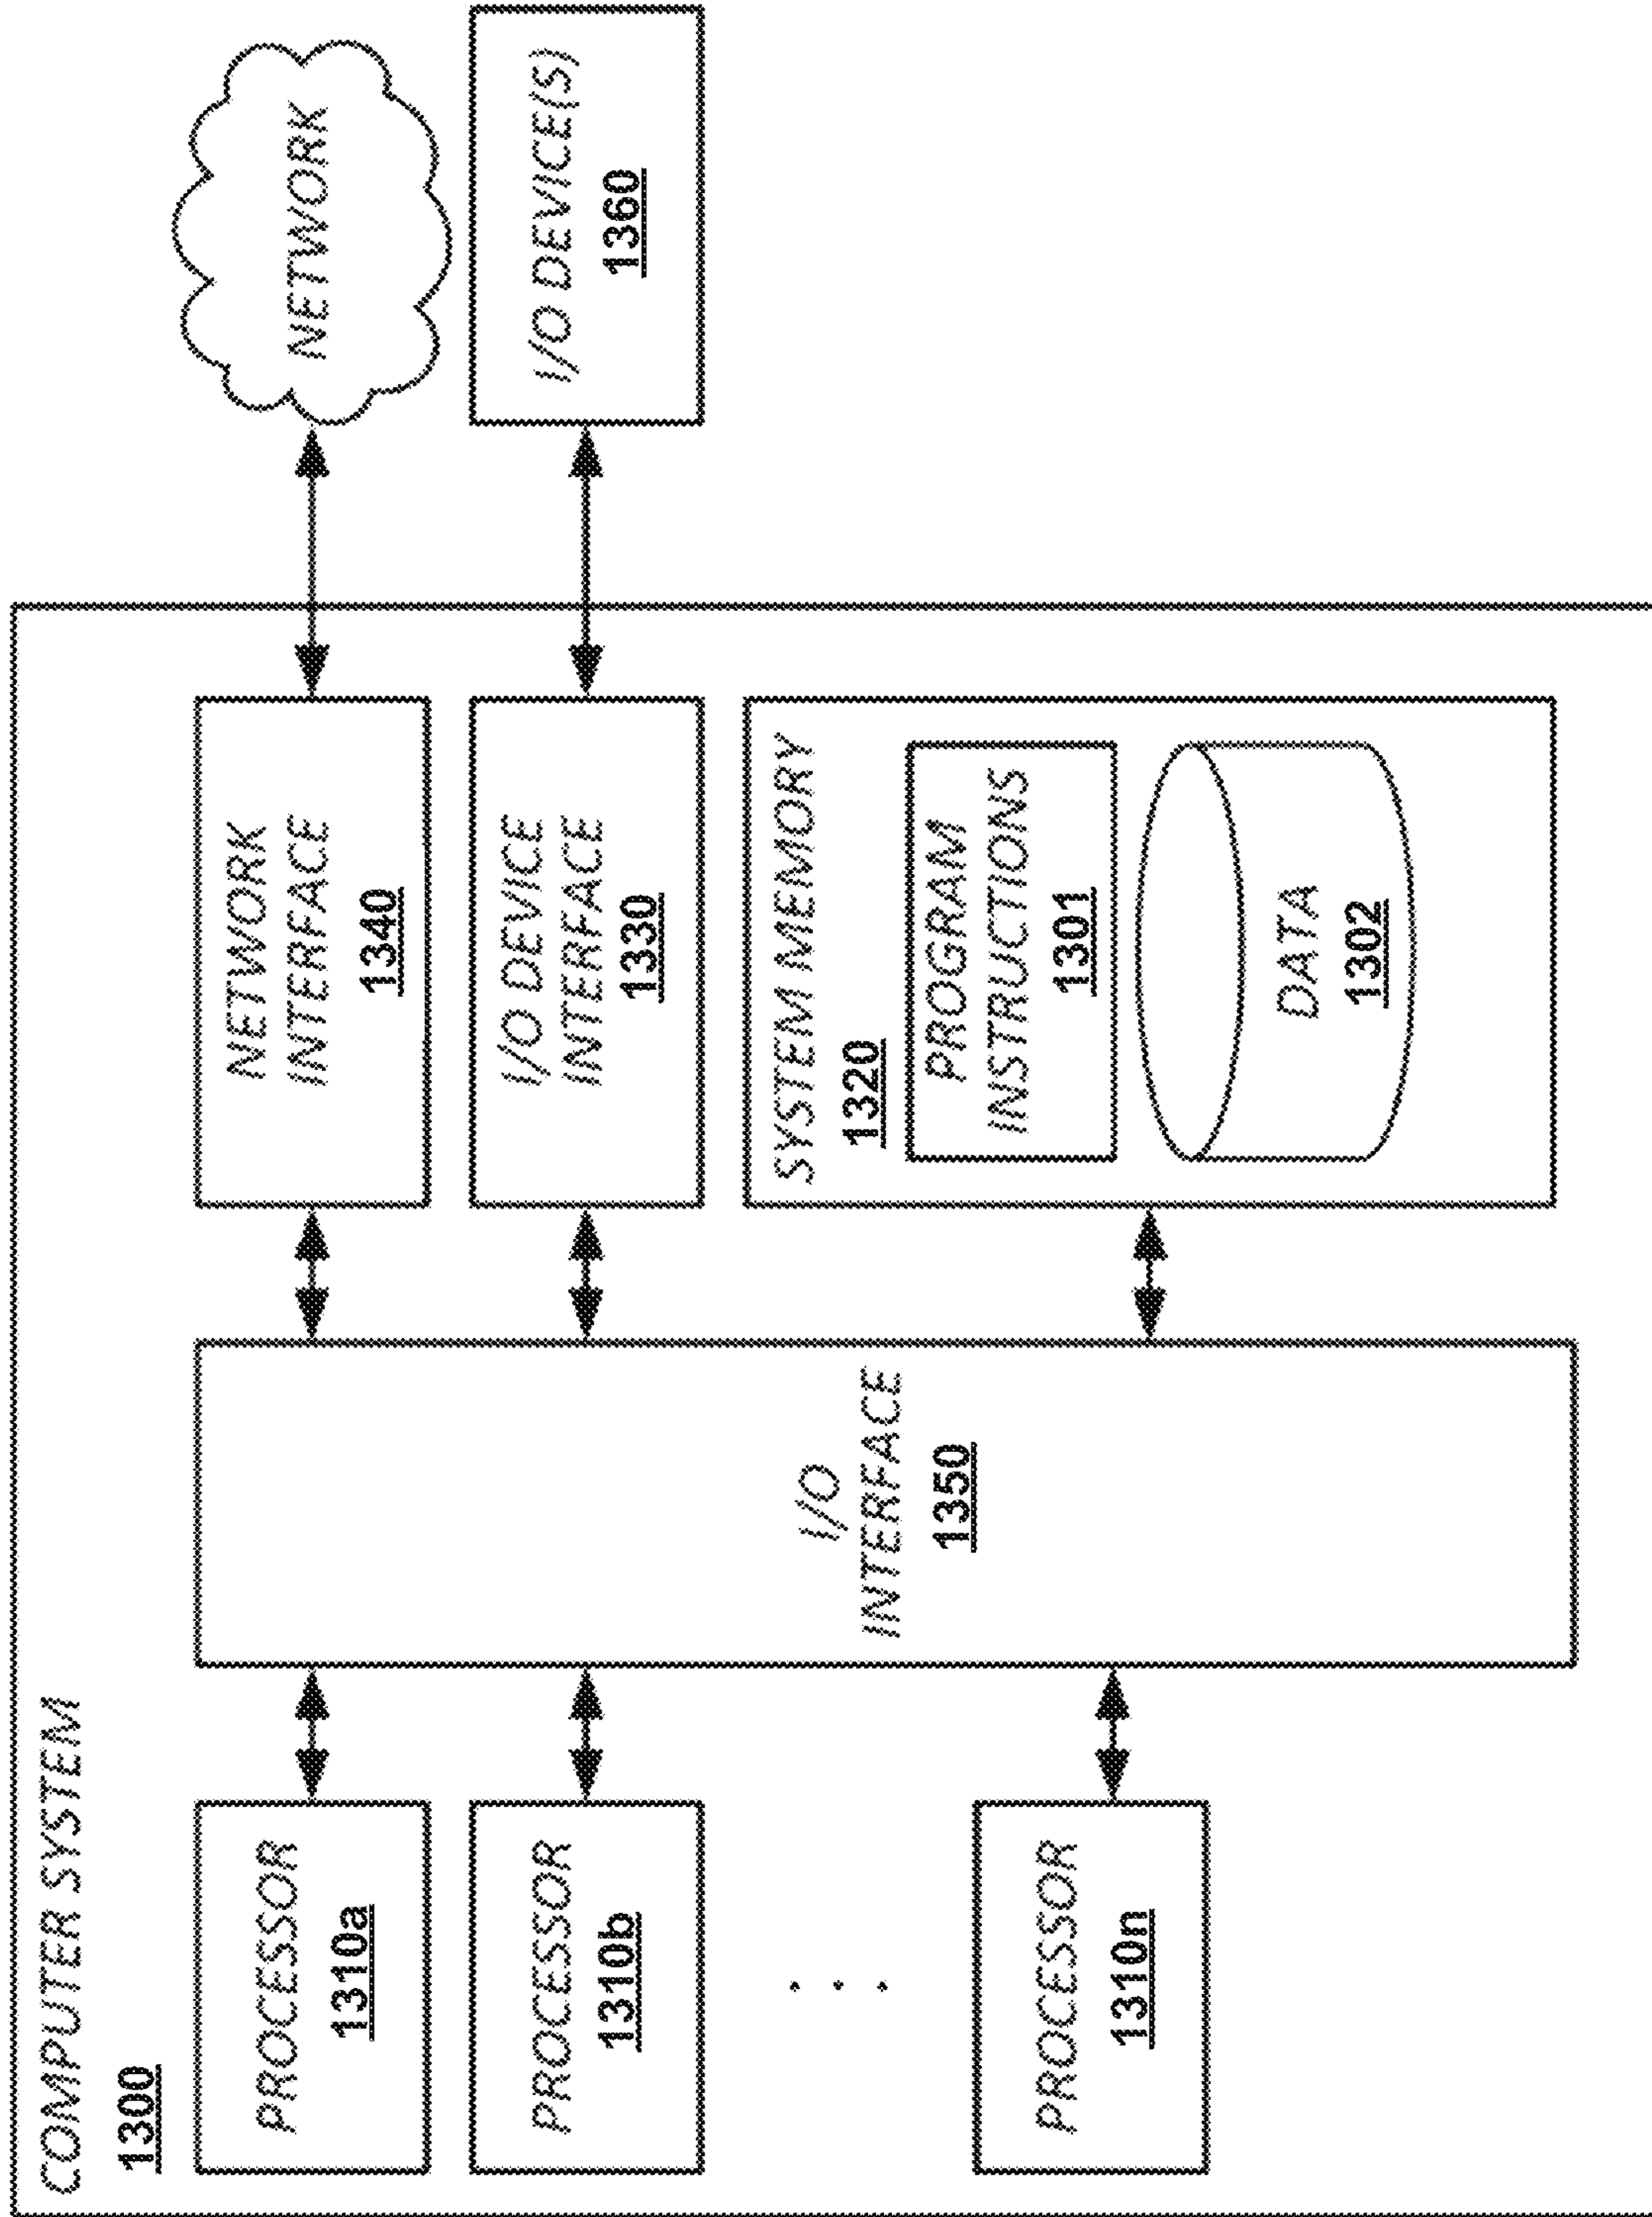 COMPUTER SYSTEM
1300
PROCESSOR
1310a
PROCESSOR
1310b
. . .
PROCESSOR
1310n
I/O
INTERFACE
1350
NETWORK
INTERFACE
1340
I/O DEVICE
INTERFACE
1330
SYSTEM MEMORY
1320
PROGRAM
INSTRUCTIONS
1301
DATA
1302
NETWORK
I/O DEVICE(S)
1360